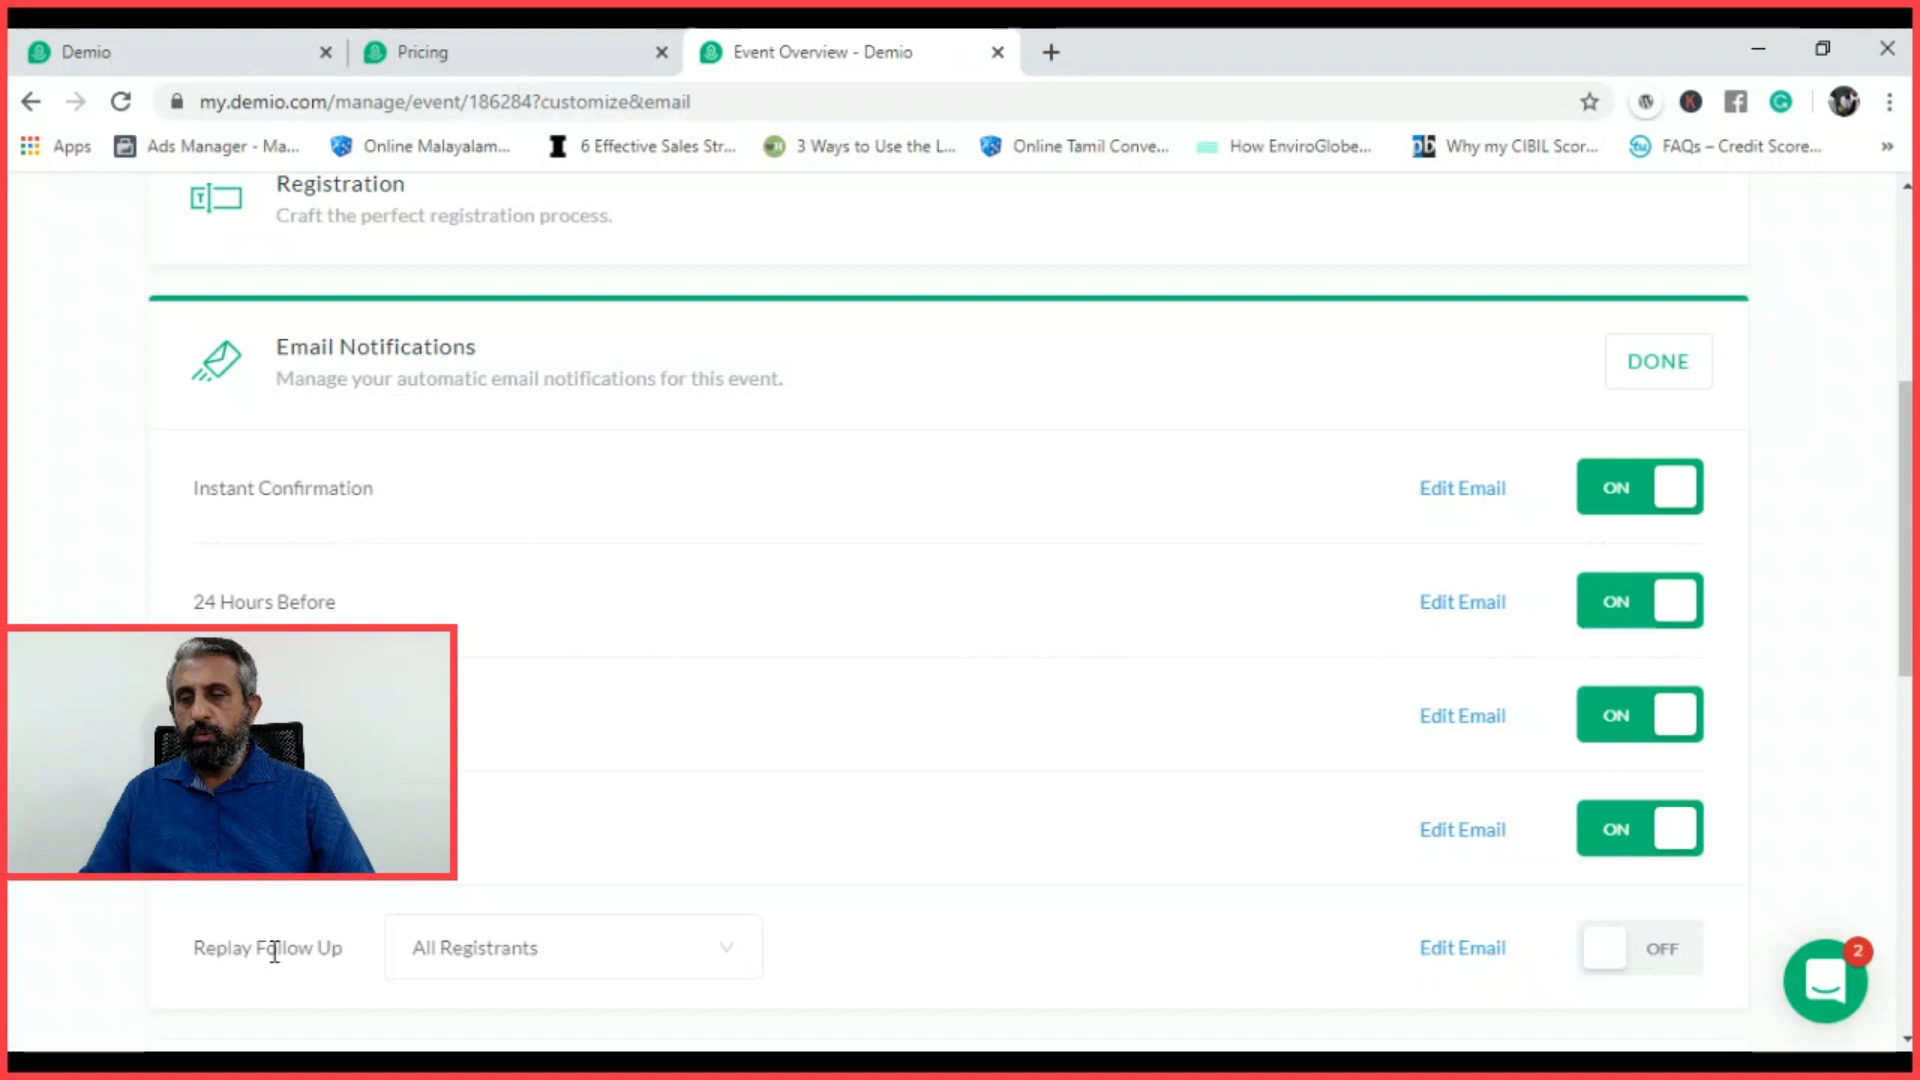 Demio
Pricing
Event Overview - Demio
my.demio.com/manage/event/186284?customize&email
Apps
Ads Manager - Ma...
Online Malayalam...
6 Effective Sales Str...
3 Ways to Use the L...
Online Tamil Conve...
How EnviroGlobe...
pb
Why my CIBIL Scor...
tu
FAQs – Credit Score...
»
Registration
Craft the perfect registration process.
Email Notifications
Manage your automatic email notifications for this event.
DONE
Instant Confirmation
Edit Email
ON
24 Hours Before
Edit Email
ON
Edit Email
ON
Edit Email
ON
Replay Follow Up
All Registrants
Edit Email
OFF
2